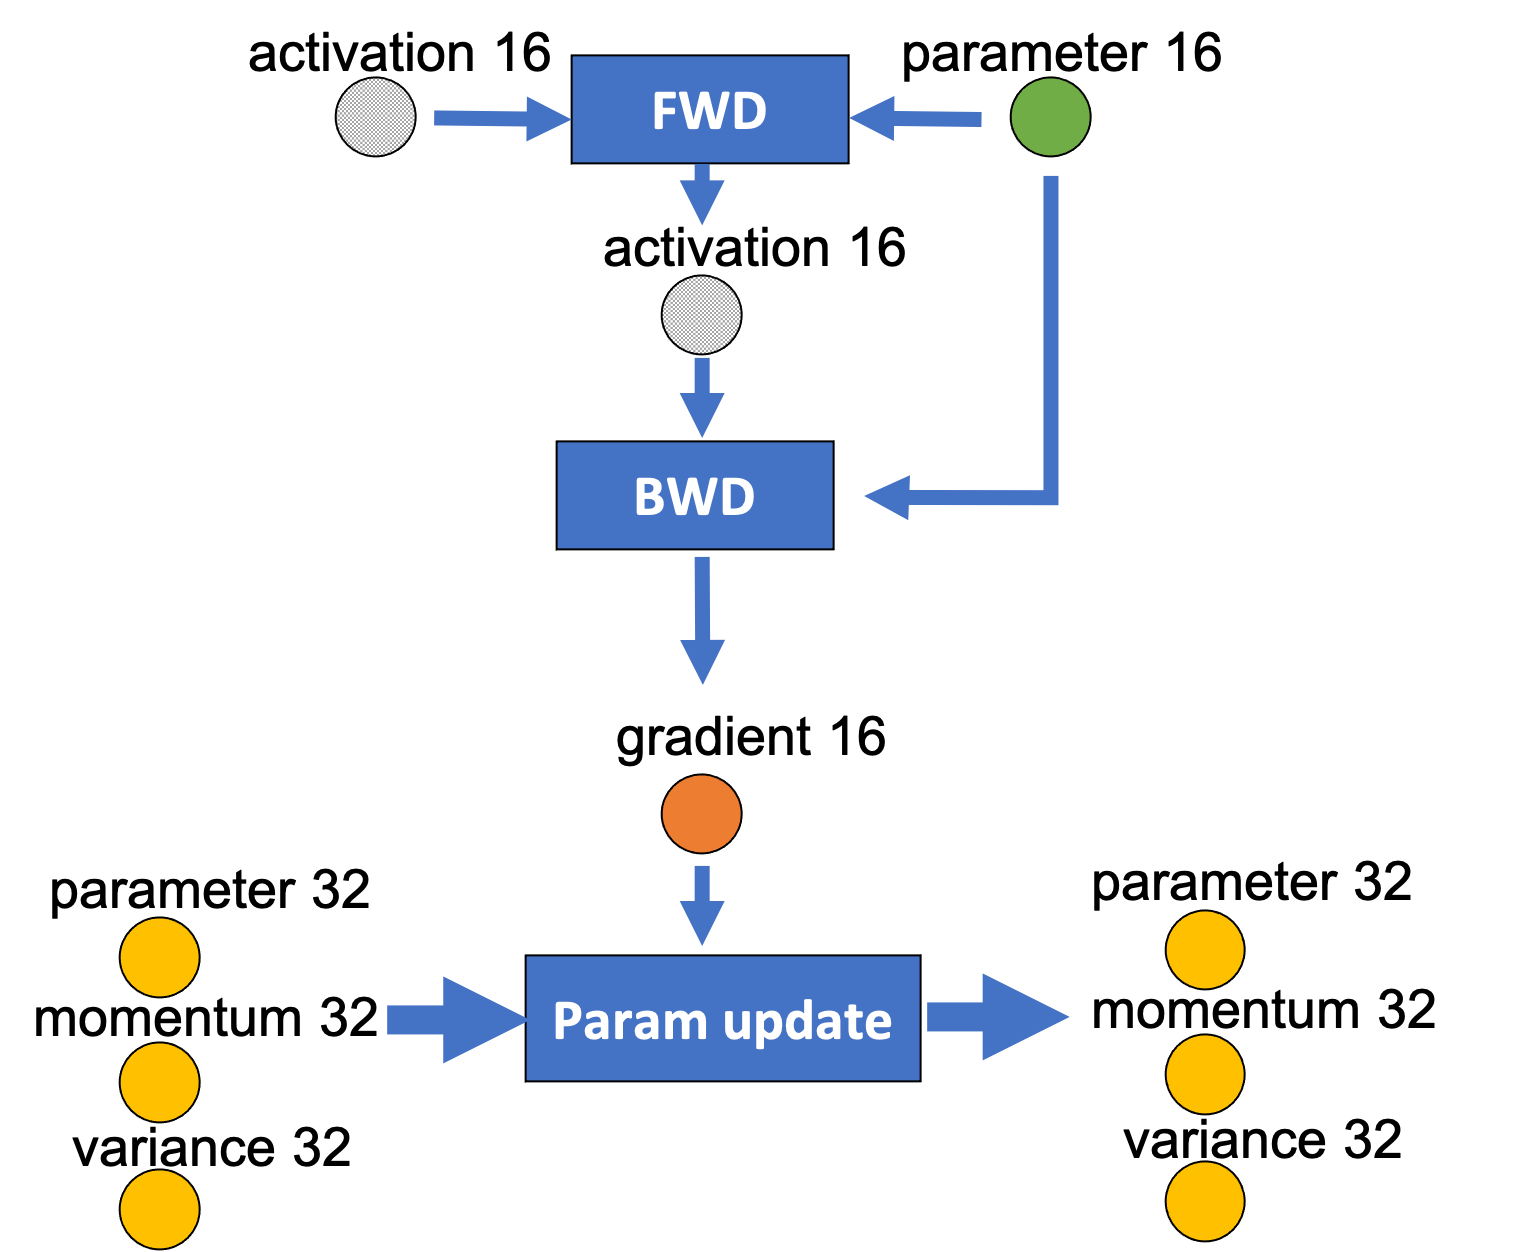 activation 16
FWD
parameter 16
activation 16
BWD
gradient 16
parameter 32
momentum 32
variance 32
Param update
parameter 32
momentum 32
variance 32